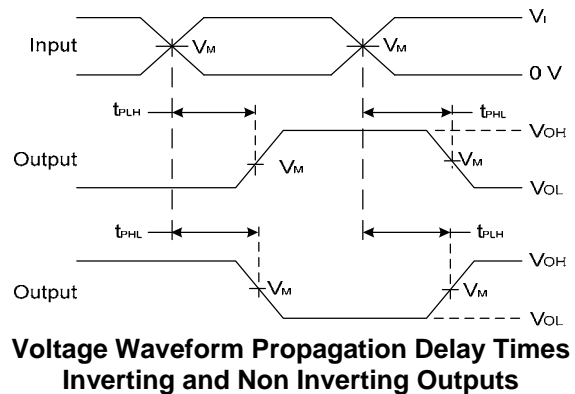 Vi
Input
VM
VM
0 V
tPLH
tPHL
VOH
Output
VM
VM
VOL
tPHL
tPLH
VOH
Output
VM
VM
VOL
Voltage Waveform Propagation Delay Times
Inverting and Non Inverting Outputs